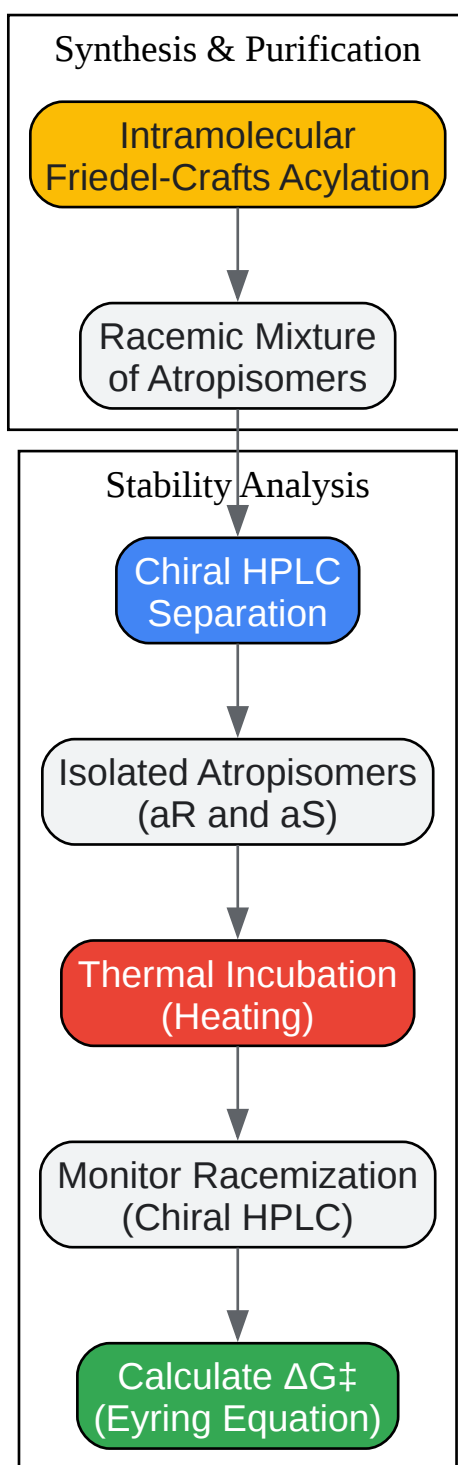 Synthesis & Purification
Intramolecular
Friedel-Crafts Acylation
Racemic Mixture
of Atropisomers
Stability Analysis
Chiral HPLC
Separation
Isolated Atropisomers
(aR and aS)
Thermal Incubation
(Heating)
Monitor Racemization
(Chiral HPLC)
Calculate ΔG‡
(Eyring Equation)